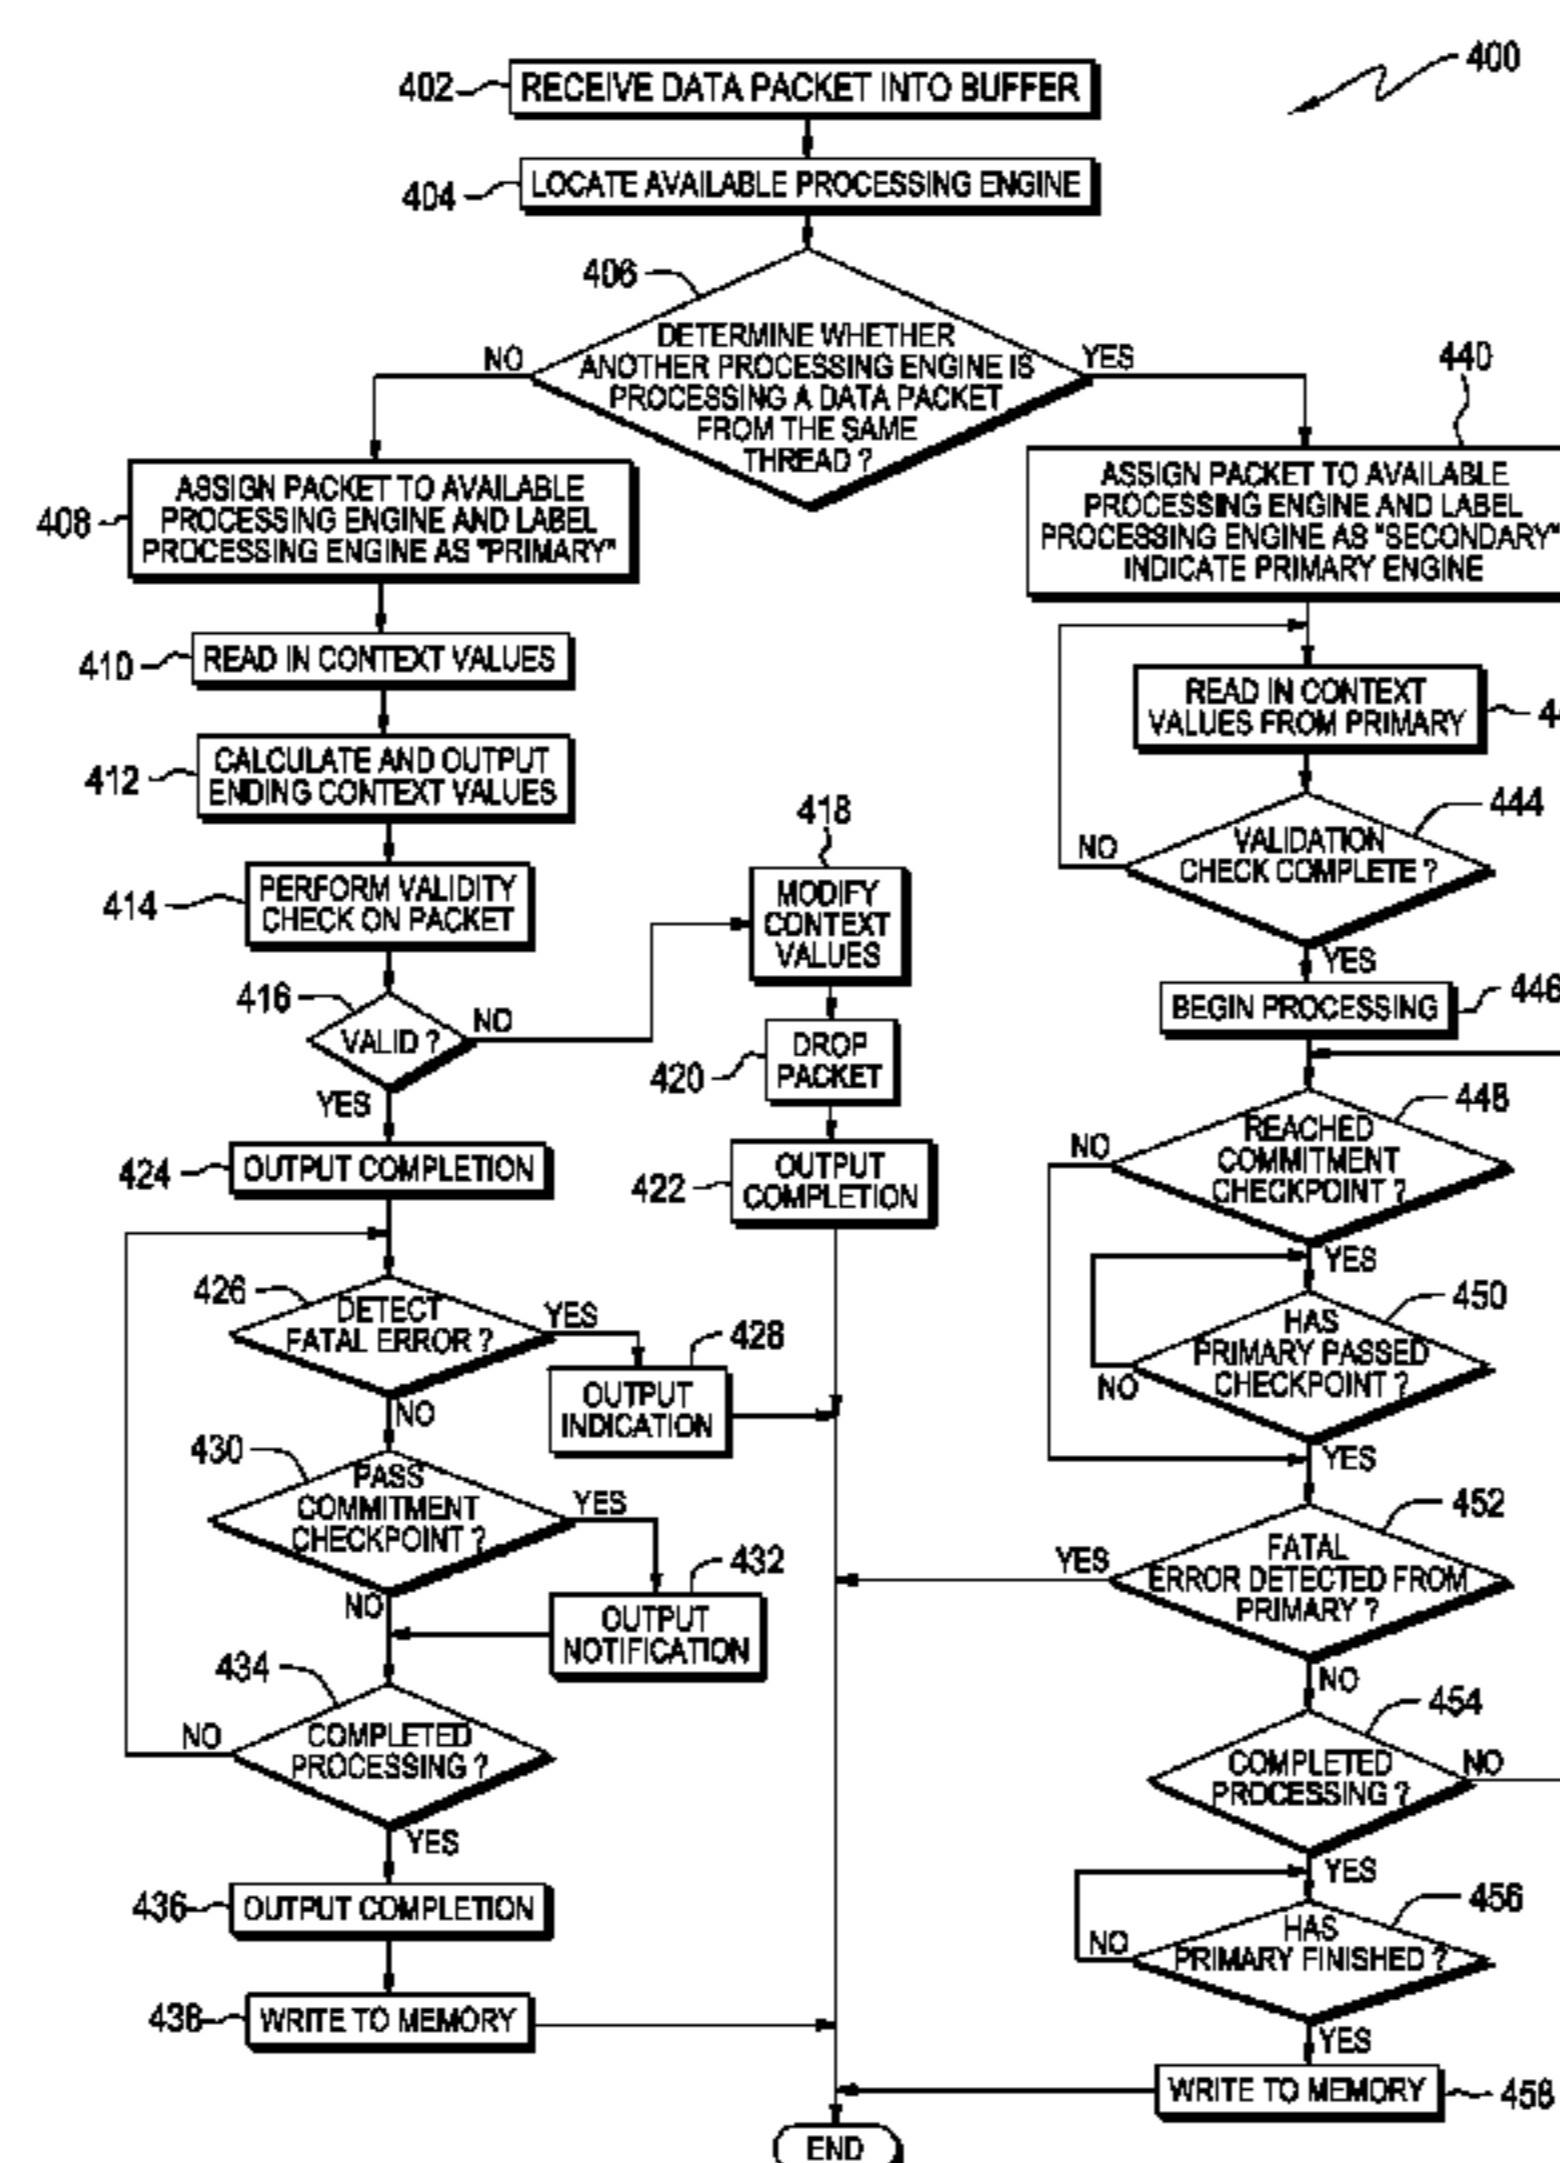 400
402
RECEIVE DATA PACKET INTO BUFFER
404
LOCATE AVAILABLE PROCESSING ENGINE
406
DETERMINE WHETHER
ANOTHER PROCESSING ENGINE IS
PROCESSING A DATA PACKET
FROM THE SAME
THREAD ?
NO
YES
408
ASSIGN PACKET TO AVAILABLE
PROCESSING ENGINE AND LABEL
PROCESSING ENGINE AS "PRIMARY"
410
READ IN CONTEXT VALUES
412
CALCULATE AND OUTPUT
ENDING CONTEXT VALUES
414
PERFORM VALIDITY
CHECK ON PACKET
416
VALID ?
NO
YES
418
MODIFY
CONTEXT
VALUES
420
DROP
PACKET
422
OUTPUT
COMPLETION
424
OUTPUT COMPLETION
426
DETECT
FATAL ERROR ?
YES
NO
428
OUTPUT
INDICATION
430
PASS
COMMITMENT
CHECKPOINT ?
YES
NO
432
OUTPUT
NOTIFICATION
434
COMPLETED
PROCESSING ?
NO
YES
436
OUTPUT COMPLETION
438
WRITE TO MEMORY
440
ASSIGN PACKET TO AVAILABLE
PROCESSING ENGINE AND LABEL
PROCESSING ENGINE AS "SECONDARY"
INDICATE PRIMARY ENGINE
READ IN CONTEXT
VALUES FROM PRIMARY
444
VALIDATION
CHECK COMPLETE ?
NO
YES
446
BEGIN PROCESSING
448
REACHED
COMMITMENT
CHECKPOINT ?
NO
YES
450
HAS
PRIMARY PASSED
CHECKPOINT ?
NO
YES
452
FATAL
ERROR DETECTED FROM
PRIMARY ?
YES
NO
454
COMPLETED
PROCESSING ?
NO
YES
456
HAS
PRIMARY FINISHED ?
NO
YES
458
WRITE TO MEMORY
END